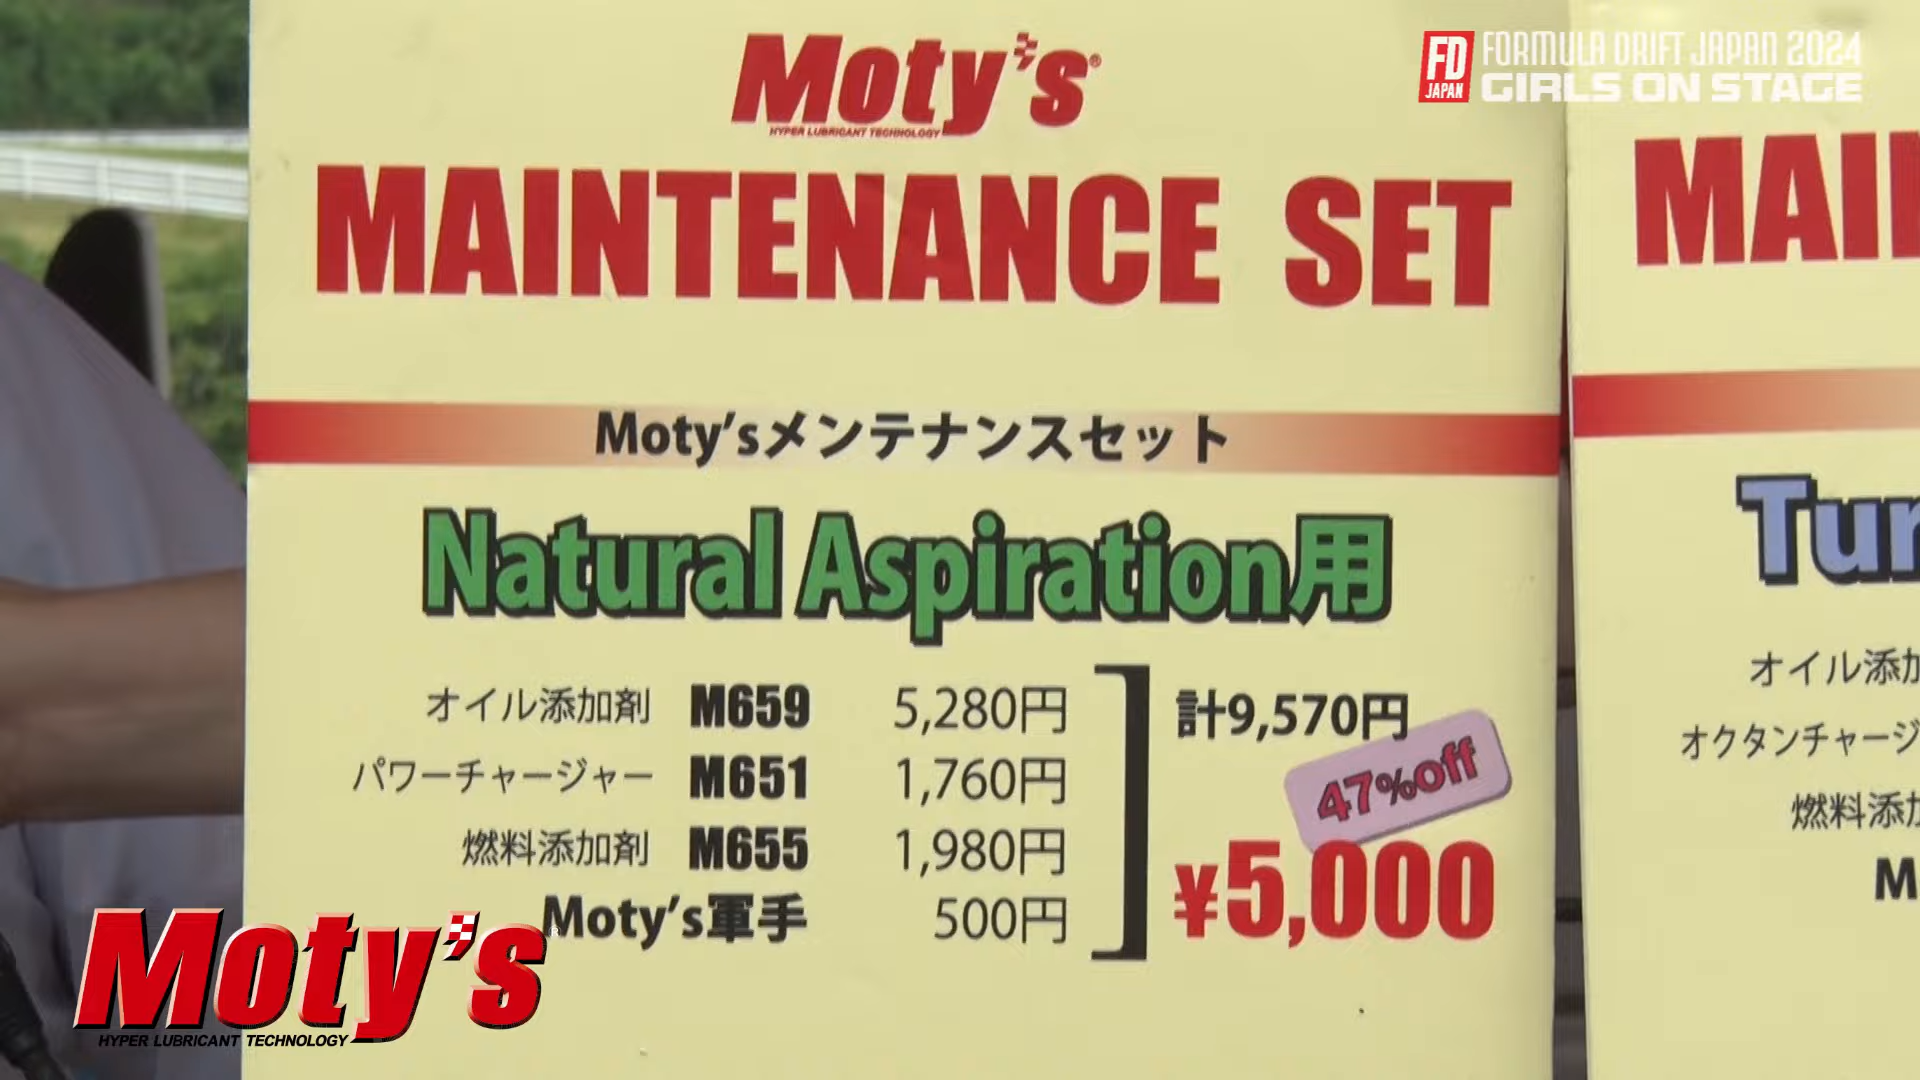 Moty's®
HYPER LUBRICANT TECHNOLOGY
MAINTENANCE SET
Moty'sメンテナンスセット
Natural Aspiration用
オイル添加剤 M659 5,280円
パワーチャージャー M651 1,760円
燃料添加剤 M655 1,980円
Moty's軍手 500円
計9,570円
47%off
¥5,000
FD
JAPAN
FORMULA DRIFT JAPAN 2024
GIRLS ON STAGE
MAI
Tur
オイル添加
オクタンチャージ
燃料添加
M
Moty's®
HYPER LUBRICANT TECHNOLOGY